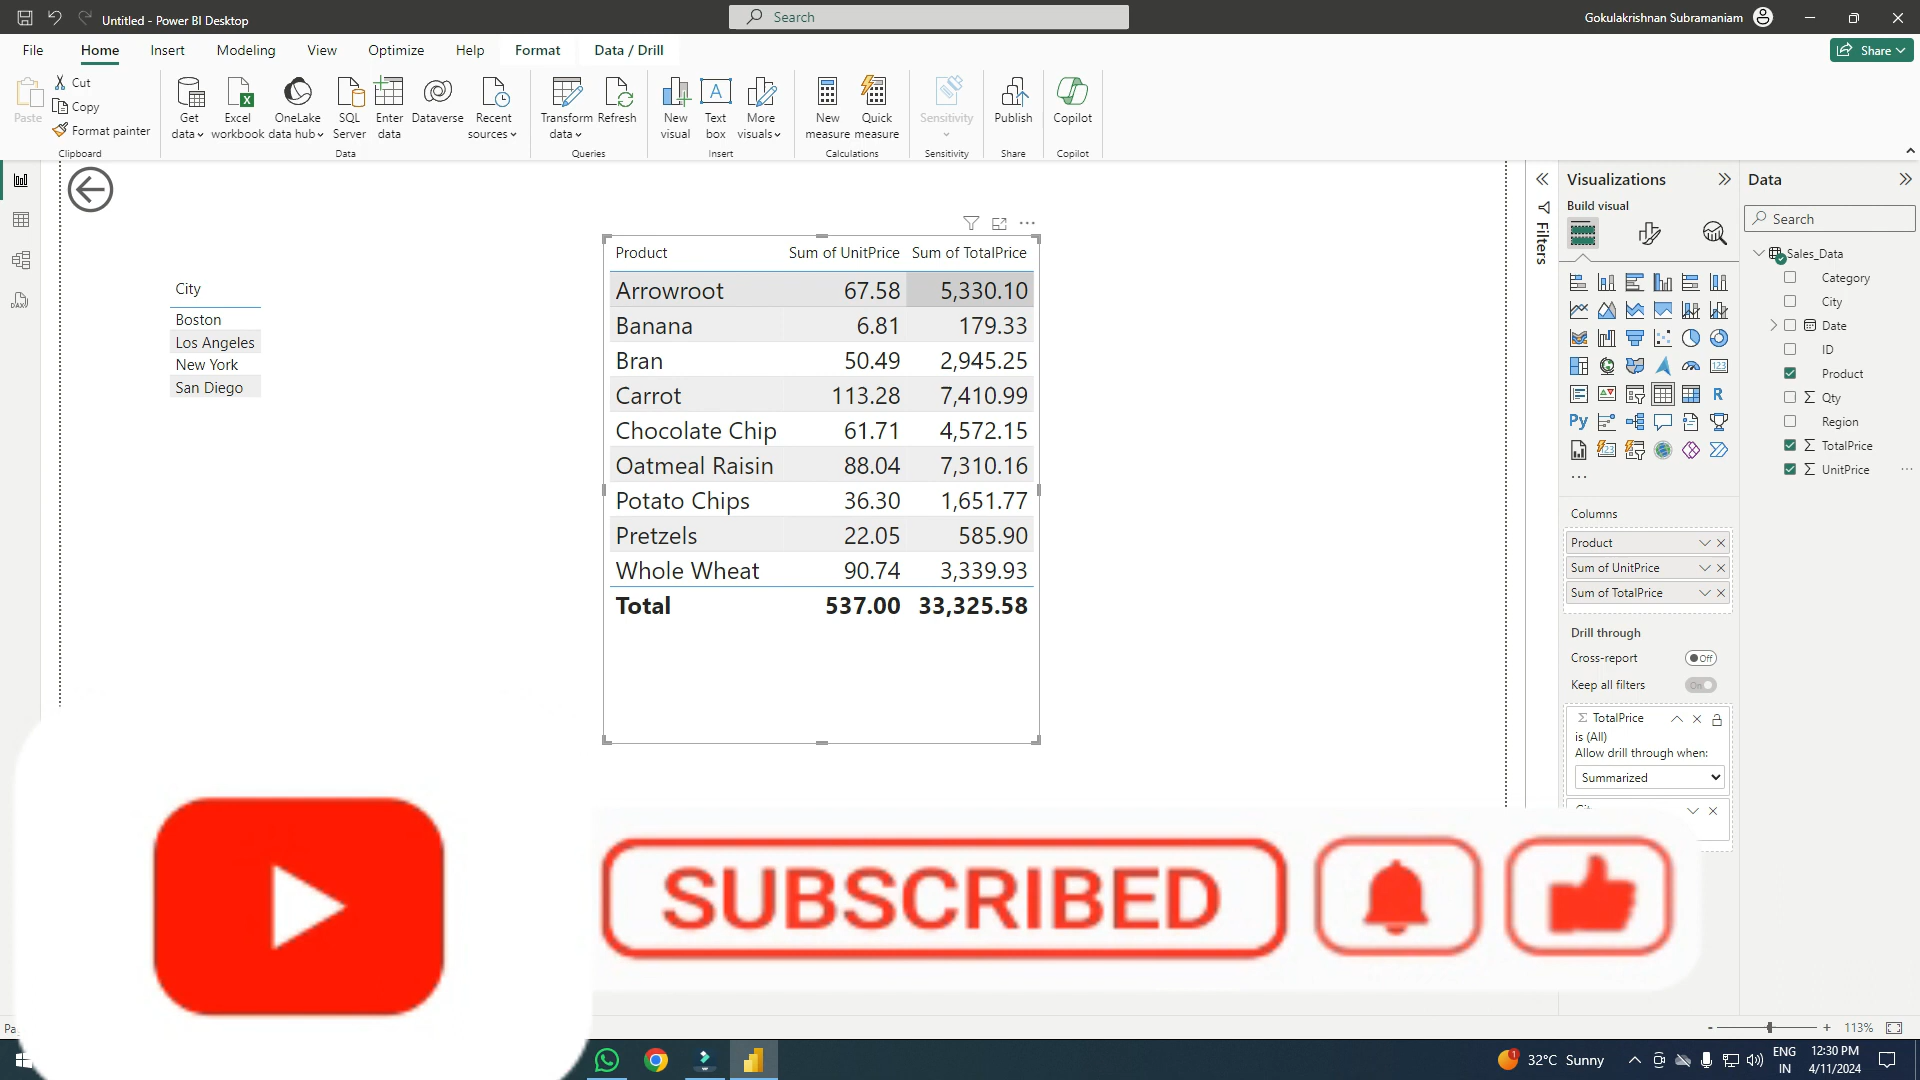 Untitled - Power BI Desktop
Search
Gokulakrishnan Subramaniam
File Home Insert Modeling View Optimize Help Format Data / Drill
Share
Paste
Cut
Copy
Format painter
Clipboard
Get data
Excel workbook
OneLake data hub
SQL Server
Enter data
Dataverse
Recent sources
Data
Transform data
Refresh
Queries
New visual
Text box
More visuals
Insert
New measure
Quick measure
Calculations
Sensitivity
Sensitivity
Publish
Share
Copilot
Copilot
City
Boston
Los Angeles
New York
San Diego
Product Sum of UnitPrice Sum of TotalPrice
Arrowroot 67.58 5,330.10
Banana 6.81 179.33
Bran 50.49 2,945.25
Carrot 113.28 7,410.99
Chocolate Chip 61.71 4,572.15
Oatmeal Raisin 88.04 7,310.16
Potato Chips 36.30 1,651.77
Pretzels 22.05 585.90
Whole Wheat 90.74 3,339.93
Total 537.00 33,325.58
Filters
Visualizations
Build visual
123
R
Py
Columns
Product
Sum of UnitPrice
Sum of TotalPrice
Drill through
Cross-report Off
Keep all filters On
Σ TotalPrice
is (All)
Allow drill through when:
Summarized
Data
Search
Sales_Data
Category
City
Date
ID
Product
Σ Qty
Region
Σ TotalPrice
Σ UnitPrice
SUBSCRIBED
113%
32°C Sunny
ENG
IN
12:30 PM
4/11/2024